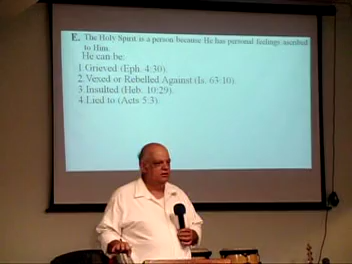 E. The Holy Spirit is a person because He has personal feelings ascribed
to Him.
He can be:
1.Grieved (Eph. 4:30).
2.Vexed or Rebelled Against (Is. 63:10).
3.Insulted (Heb. 10:29).
4.Lied to (Acts 5:3).